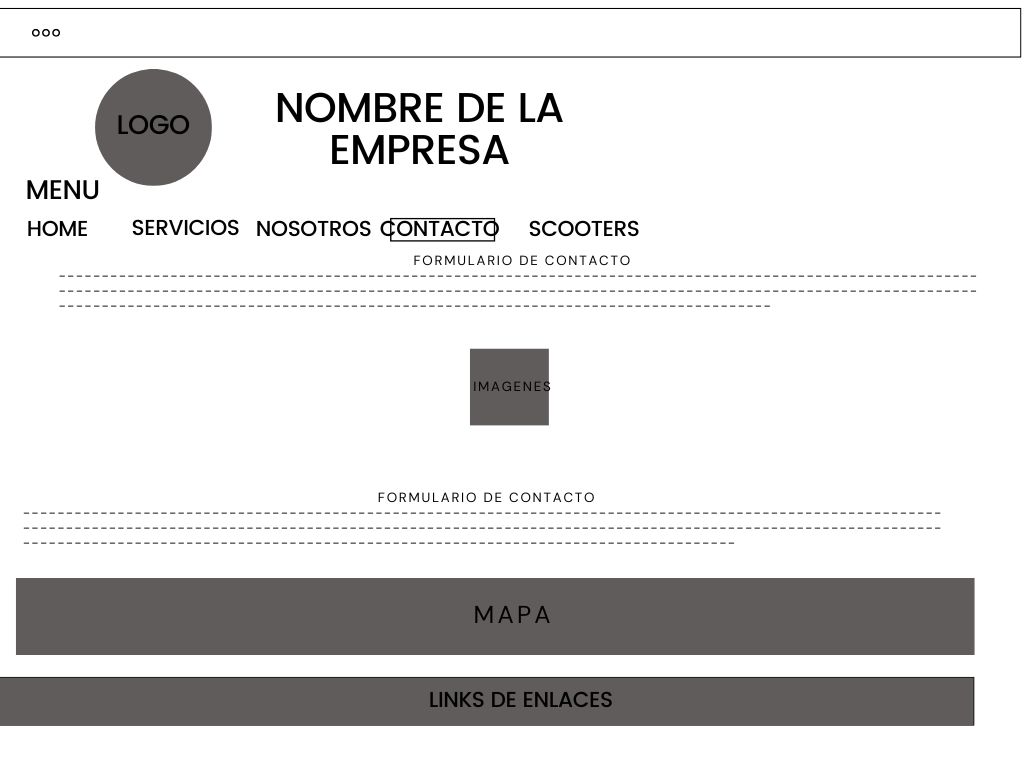 LOGO
NOMBRE DE LA
EMPRESA
MENU
HOME SERVICIOS NOSOTROS CONTACTO SCOOTERS
FORMULARIO DE CONTACTO
IMAGENES
FORMULARIO DE CONTACTO
MAPA
LINKS DE ENLACES